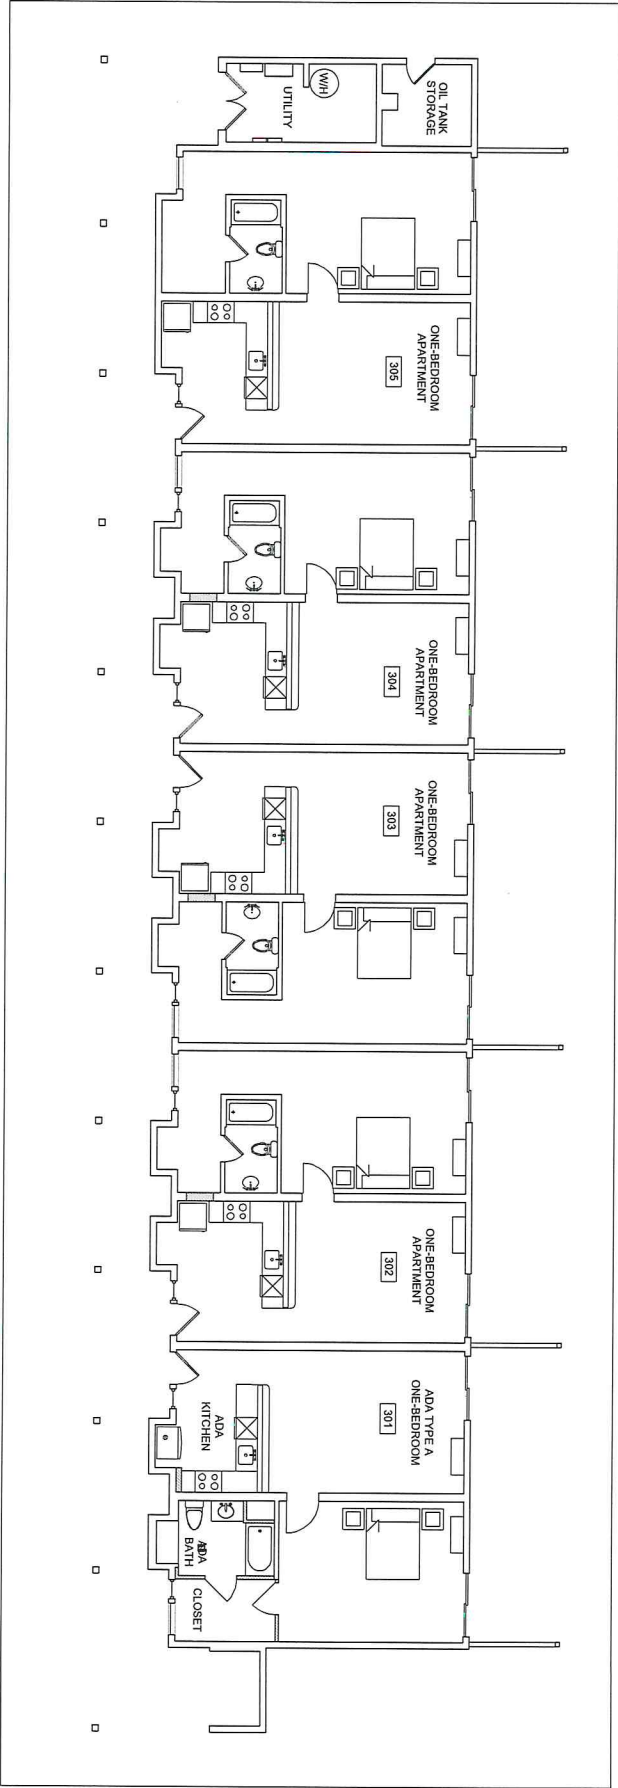 OIL TANK
STORAGE
W/H
UTILITY
ONE-BEDROOM
APARTMENT
305
ONE-BEDROOM
APARTMENT
304
ONE-BEDROOM
APARTMENT
303
ONE-BEDROOM
APARTMENT
302
ADA TYPE A
ONE-BEDROOM
301
ADA
KITCHEN
ADA
BATH
CLOSET